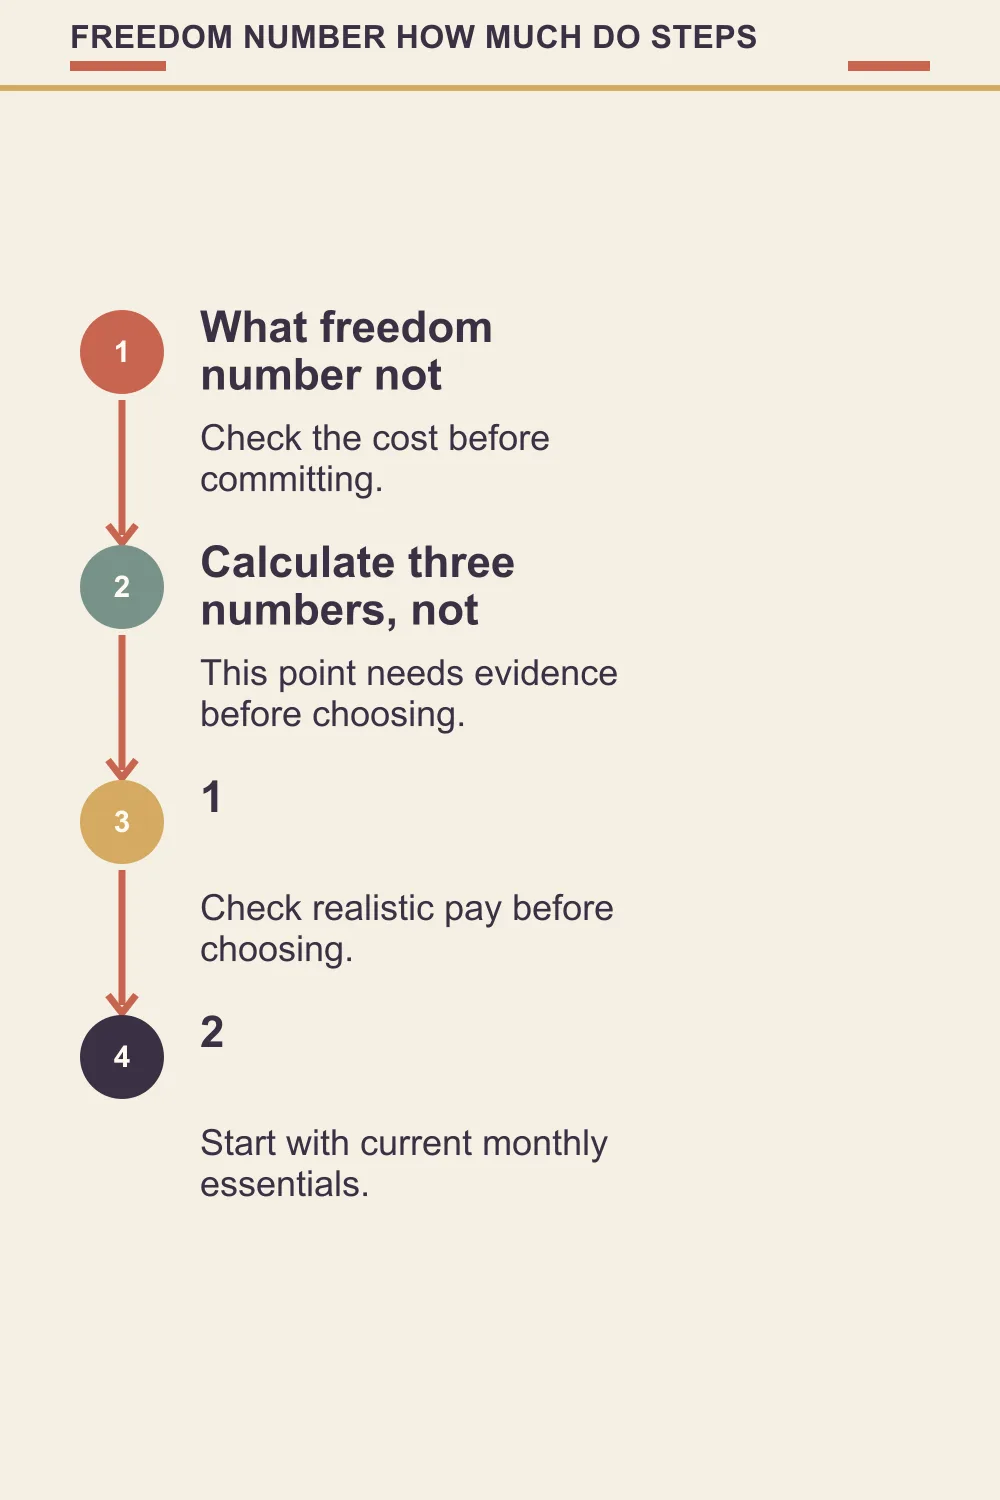 FREEDOM NUMBER HOW MUCH DO STEPS
1
What freedom
number not
Check the cost before
committing.
2
Calculate three
numbers, not
This point needs evidence
before choosing.
3
1
Check realistic pay before
choosing.
4
2
Start with current monthly
essentials.